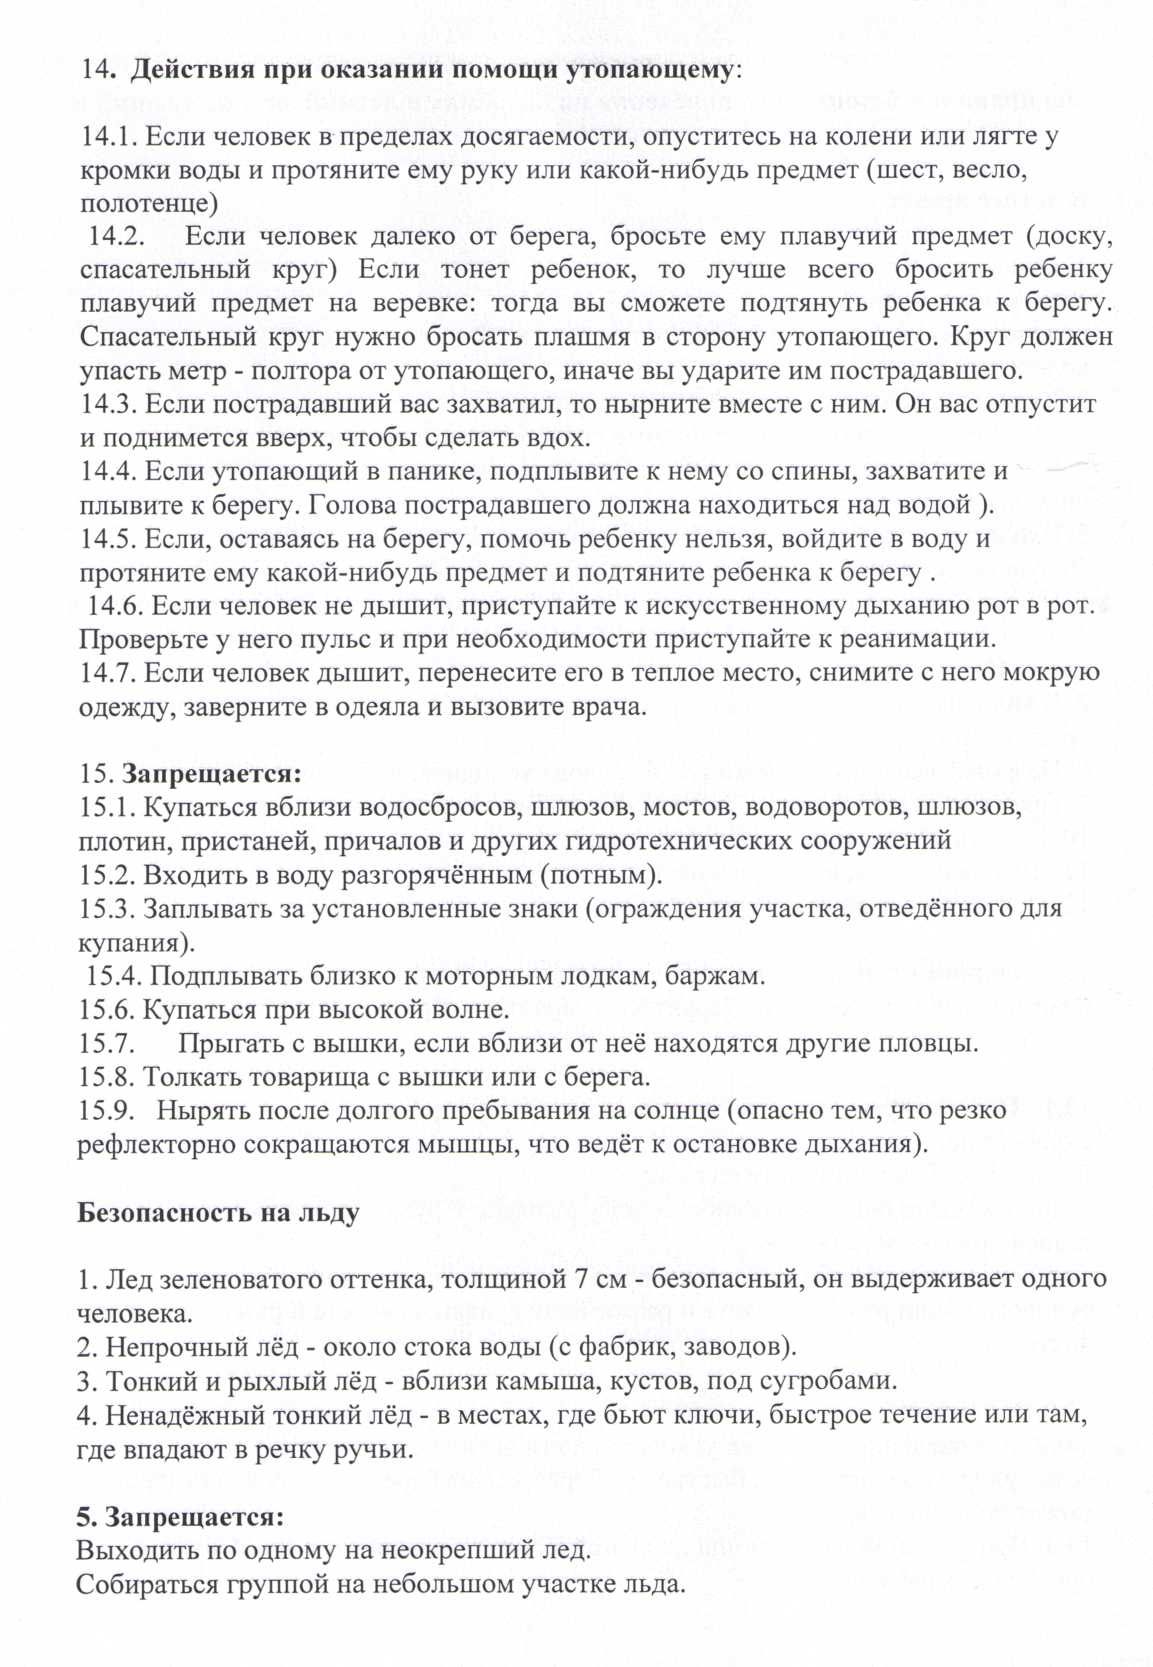 14. Действия при оказании помощи утопающему:
14.1. Если человек в пределах досягаемости, опуститесь на колени или лягте у
кромки воды и протяните ему руку или какой-нибудь предмет (шест, весло,
полотенце)
14.2. Если человек далеко от берега, бросьте ему плавучий предмет (доску,
спасательный круг) Если тонет ребенок, то лучше всего бросить ребенку
плавучий предмет на веревке: тогда вы сможете подтянуть ребенка к берегу.
Спасательный круг нужно бросать плашмя в сторону утопающего. Круг должен
упасть метр - полтора от утопающего, иначе вы ударите им пострадавшего.
14.3. Если пострадавший вас захватил, то нырните вместе с ним. Он вас отпустит
и поднимется вверх, чтобы сделать вдох.
14.4. Если утопающий в панике, подплывите к нему со спины, захватите и
плывите к берегу. Голова пострадавшего должна находиться над водой ).
14.5. Если, оставаясь на берегу, помочь ребенку нельзя, войдите в воду и
протяните ему какой-нибудь предмет и подтяните ребенка к берегу .
14.6. Если человек не дышит, приступайте к искусственному дыханию рот в рот.
Проверьте у него пульс и при необходимости приступайте к реанимации.
14.7. Если человек дышит, перенесите его в теплое место, снимите с него мокрую
одежду, заверните в одеяла и вызовите врача.
15. Запрещается:
15.1. Купаться вблизи водосбросов, шлюзов, мостов, водоворотов, шлюзов,
плотин, пристаней, причалов и других гидротехнических сооружений
15.2. Входить в воду разгорячённым (потным).
15.3. Заплывать за установленные знаки (ограждения участка, отведённого для
купания).
15.4. Подплывать близко к моторным лодкам, баржам.
15.6. Купаться при высокой волне.
15.7. Прыгать с вышки, если вблизи от неё находятся другие пловцы.
15.8. Толкать товарища с вышки или с берега.
15.9. Нырять после долгого пребывания на солнце (опасно тем, что резко
рефлекторно сокращаются мышцы, что ведёт к остановке дыхания).
Безопасность на льду
1. Лед зеленоватого оттенка, толщиной 7 см - безопасный, он выдерживает одного
человека.
2. Непрочный лёд - около стока воды (с фабрик, заводов).
3. Тонкий и рыхлый лёд - вблизи камыша, кустов, под сугробами.
4. Ненадёжный тонкий лёд - в местах, где бьют ключи, быстрое течение или там,
где впадают в речку ручьи.
5. Запрещается:
Выходить по одному на неокрепший лед.
Собираться группой на небольшом участке льда.